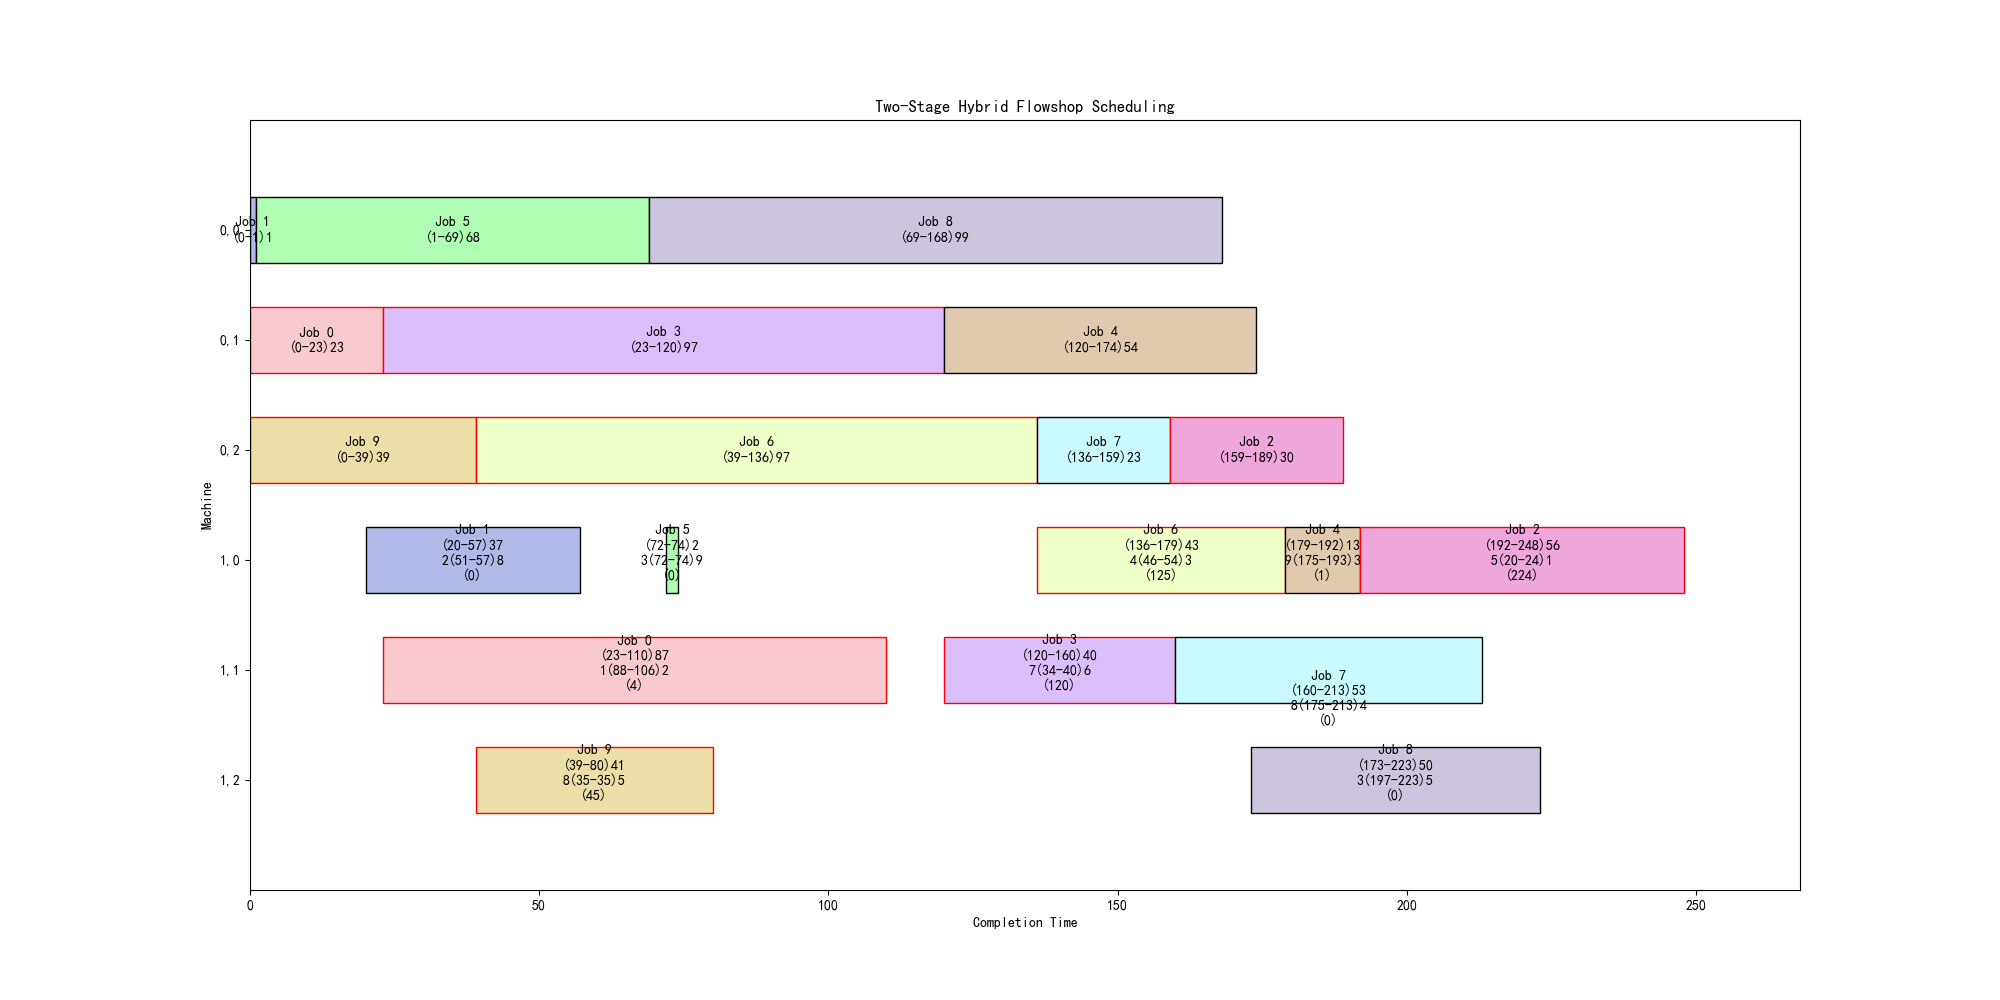 Two-Stage Hybrid Flowshop Scheduling
0,0
Job 1
(0-1)1
Job 5
(1-69)68
Job 8
(69-168)99
0,1
Job 0
(0-23)23
Job 3
(23-120)97
Job 4
(120-174)54
0,2
Job 9
(0-39)39
Job 6
(39-136)97
Job 7
(136-159)23
Job 2
(159-189)30
Machine
1,0
Job 1
(20-57)37
2(51-57)8
(0)
Job 5
(72-74)2
3(72-74)9
(0)
Job 6
(136-179)43
4(46-54)3
(125)
Job 4
(179-192)13
9(175-193)3
(1)
Job 2
(192-248)56
5(20-24)1
(224)
1,1
Job 0
(23-110)87
1(88-106)2
(4)
Job 3
(120-160)40
7(34-40)6
(120)
Job 7
(160-213)53
8(175-213)4
(0)
1,2
Job 9
(39-80)41
8(35-35)5
(45)
Job 8
(173-223)50
3(197-223)5
(0)
0
50
100
150
200
250
Completion Time